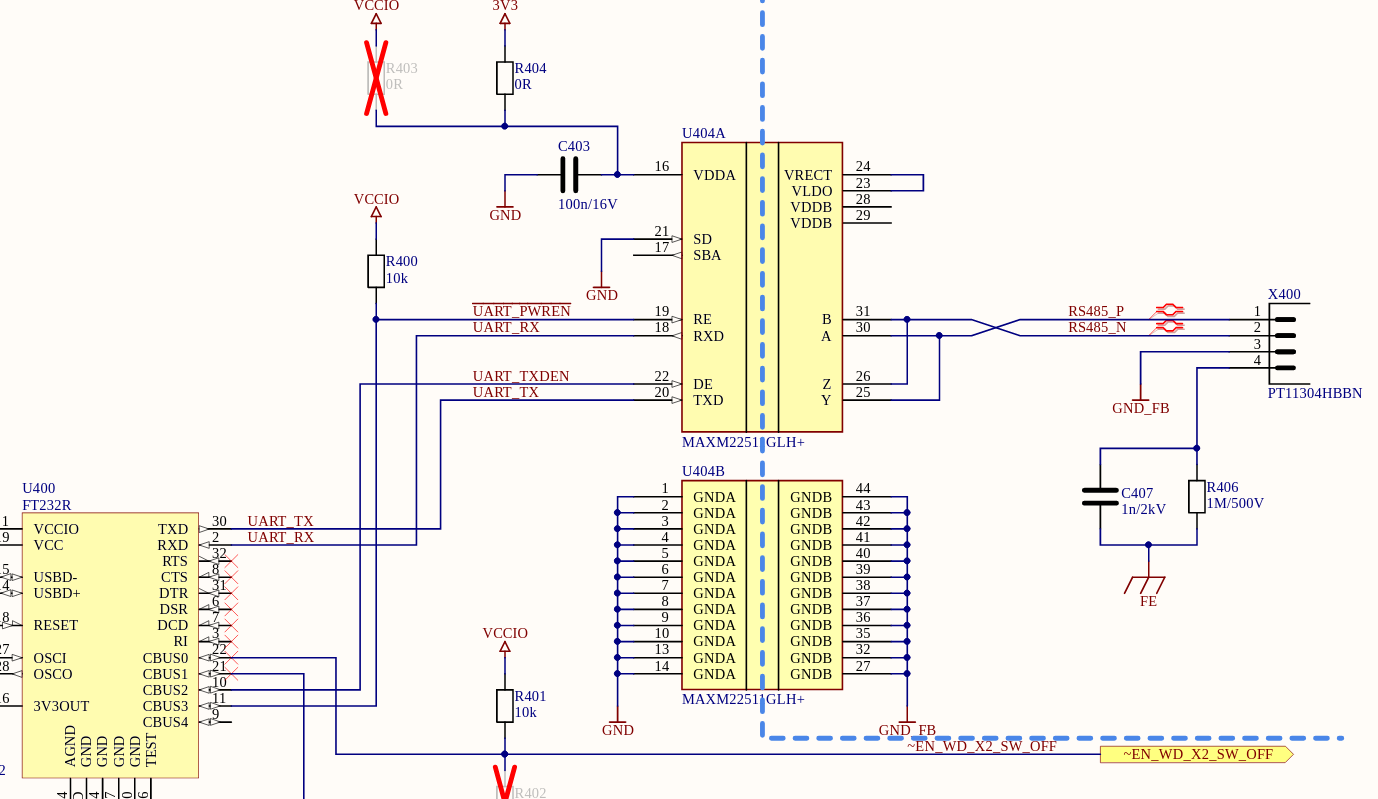 VCCIO
3V3
R403
0R
R404
0R
U404A
C403
100n/16V
GND
16
VDDA
21
SD
17
SBA
GND
19
RE
18
RXD
22
DE
20
TXD
VRECT
24
VLDO
23
VDDB
28
VDDB
29
B
31
A
30
Z
26
Y
25
MAXM22511GLH+
VCCIO
R400
10k
UART_PWREN
UART_RX
UART_TXDEN
UART_TX
RS485_P
RS485_N
X400
1
2
3
4
PT11304HBBN
GND_FB
C407
1n/2kV
R406
1M/500V
FE
U404B
1 GNDA GNDB 44
2 GNDA GNDB 43
3 GNDA GNDB 42
4 GNDA GNDB 41
5 GNDA GNDB 40
6 GNDA GNDB 39
7 GNDA GNDB 38
8 GNDA GNDB 37
9 GNDA GNDB 36
10 GNDA GNDB 35
13 GNDA GNDB 32
14 GNDA GNDB 27
MAXM22511GLH+
GND
GND_FB
U400
FT232R
1 VCCIO
9 VCC
5 USBD-
4 USBD+
8 RESET
27 OSCI
28 OSCO
6 3V3OUT
TXD 30
RXD 2
RTS 32
CTS 8
DTR 31
DSR 6
DCD 7
RI 3
CBUS0 22
CBUS1 21
CBUS2 10
CBUS3 11
CBUS4 9
AGND
GND
GND
GND
GND
TEST
UART_TX
UART_RX
VCCIO
R401
10k
R402
~EN_WD_X2_SW_OFF
~EN_WD_X2_SW_OFF
2